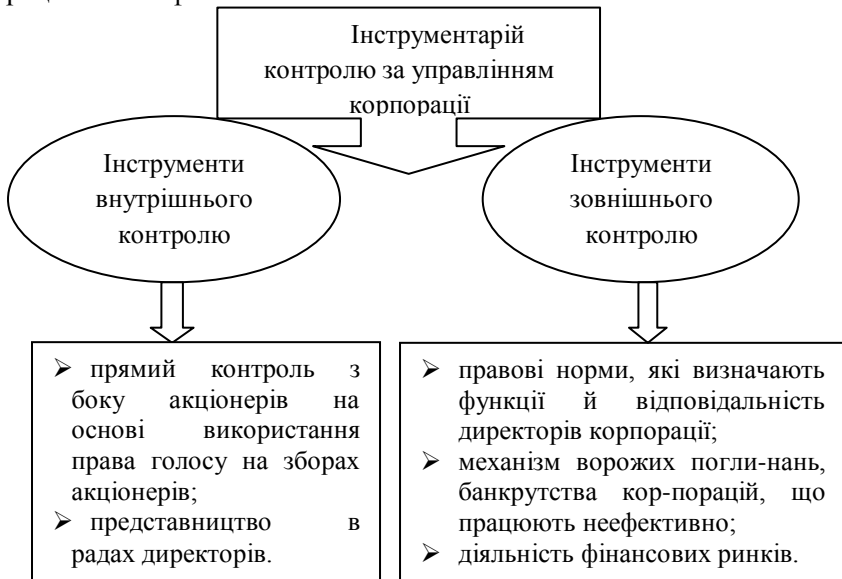 Інструментарій
контролю за управлінням
корпорації
Інструменти
внутрішнього
контролю
Інструменти
зовнішнього
контролю
➢ прямий контроль з
боку акціонерів на
основі використання
права голосу на зборах
акціонерів;
➢ представництво в
радах директорів.
➢ правові норми, які визначають
функції й відповідальність
директорів корпорації;
➢ механізм ворожих погли-нань,
банкрутства кор-порацій, що
працюють неефективно;
➢ діяльність фінансових ринків.